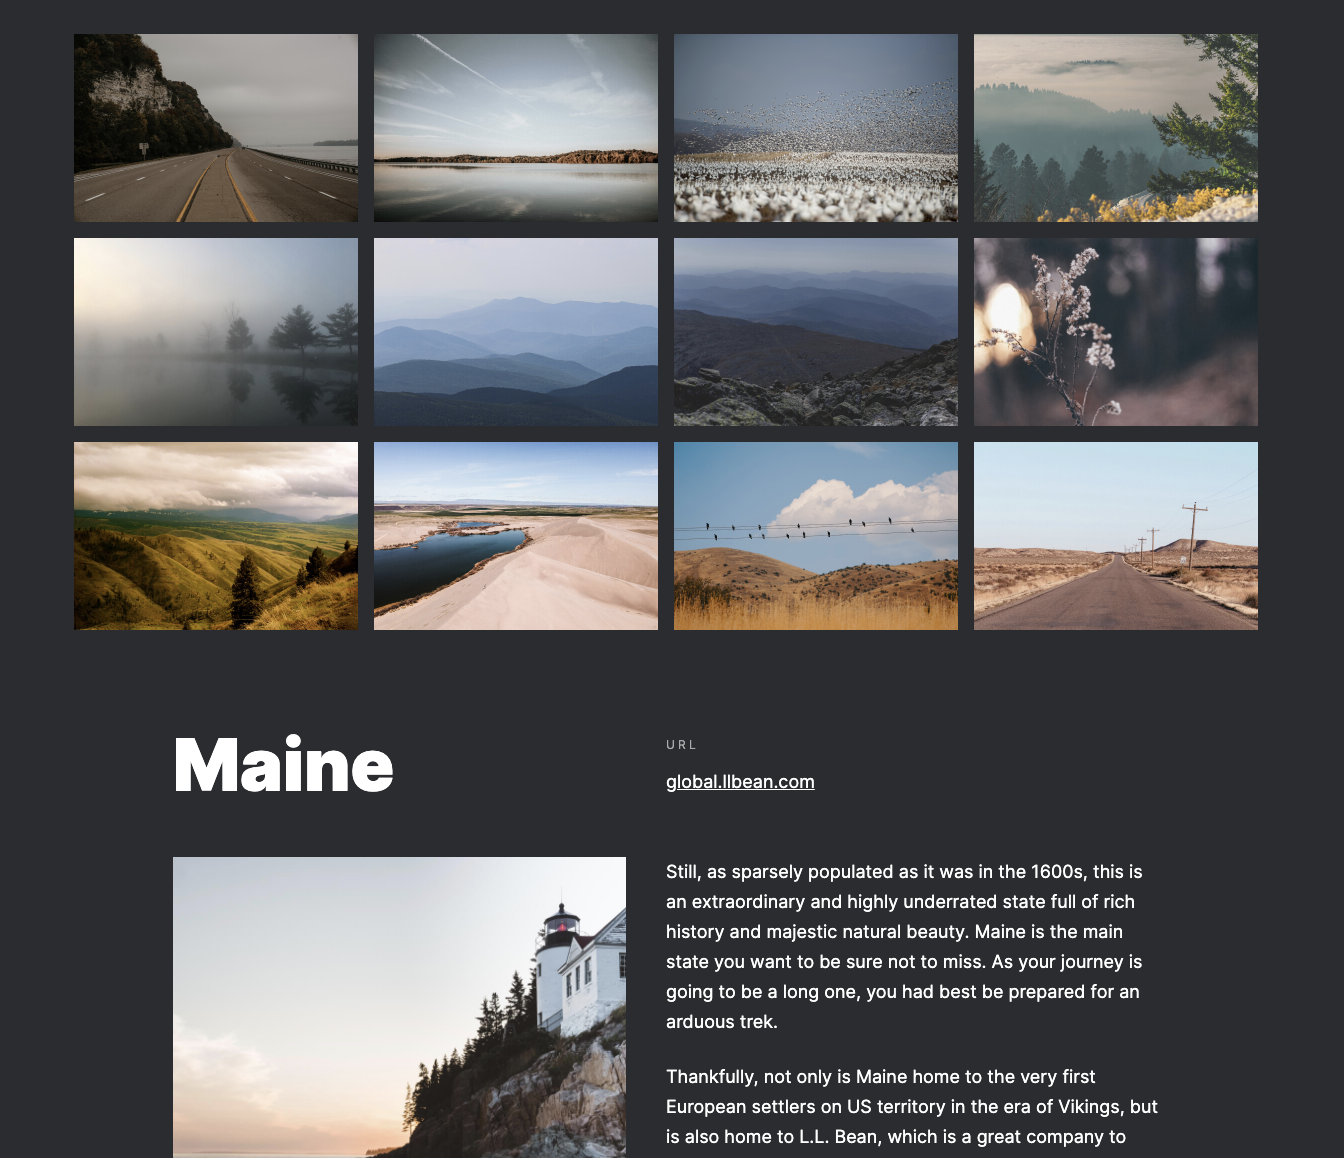 Maine
URL
global.llbean.com
Still, as sparsely populated as it was in the 1600s, this is
an extraordinary and highly underrated state full of rich
history and majestic natural beauty. Maine is the main
state you want to be sure not to miss. As your journey is
going to be a long one, you had best be prepared for an
arduous trek.
Thankfully, not only is Maine home to the very first
European settlers on US territory in the era of Vikings, but
is also home to L.L. Bean, which is a great company to